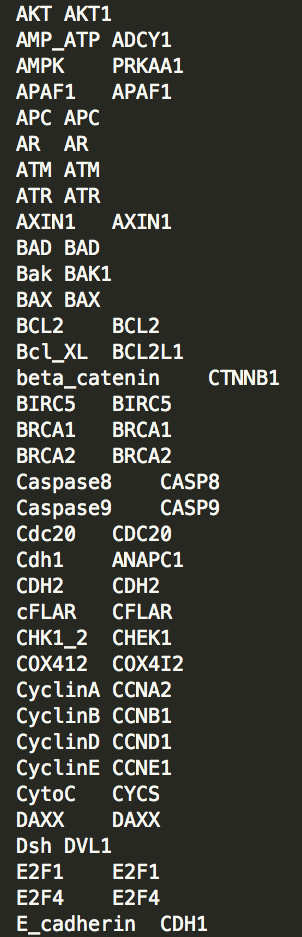 AKT AKT1
AMP_ATP ADCY1
AMPK PRKAA1
APAF1 APAF1
APC APC
AR AR
ATM ATM
ATR ATR
AXIN1 AXIN1
BAD BAD
Bak BAK1
BAX BAX
BCL2 BCL2
Bcl_XL BCL2L1
beta_catenin CTNNB1
BIRC5 BIRC5
BRCA1 BRCA1
BRCA2 BRCA2
Caspase8 CASP8
Caspase9 CASP9
Cdc20 CDC20
Cdh1 ANAPC1
CDH2 CDH2
cFLAR CFLAR
CHK1_2 CHEK1
COX412 COX4I2
CyclinA CCNA2
CyclinB CCNB1
CyclinD CCND1
CyclinE CCNE1
CytoC CYCS
DAXX DAXX
Dsh DVL1
E2F1 E2F1
E2F4 E2F4
E_cadherin CDH1